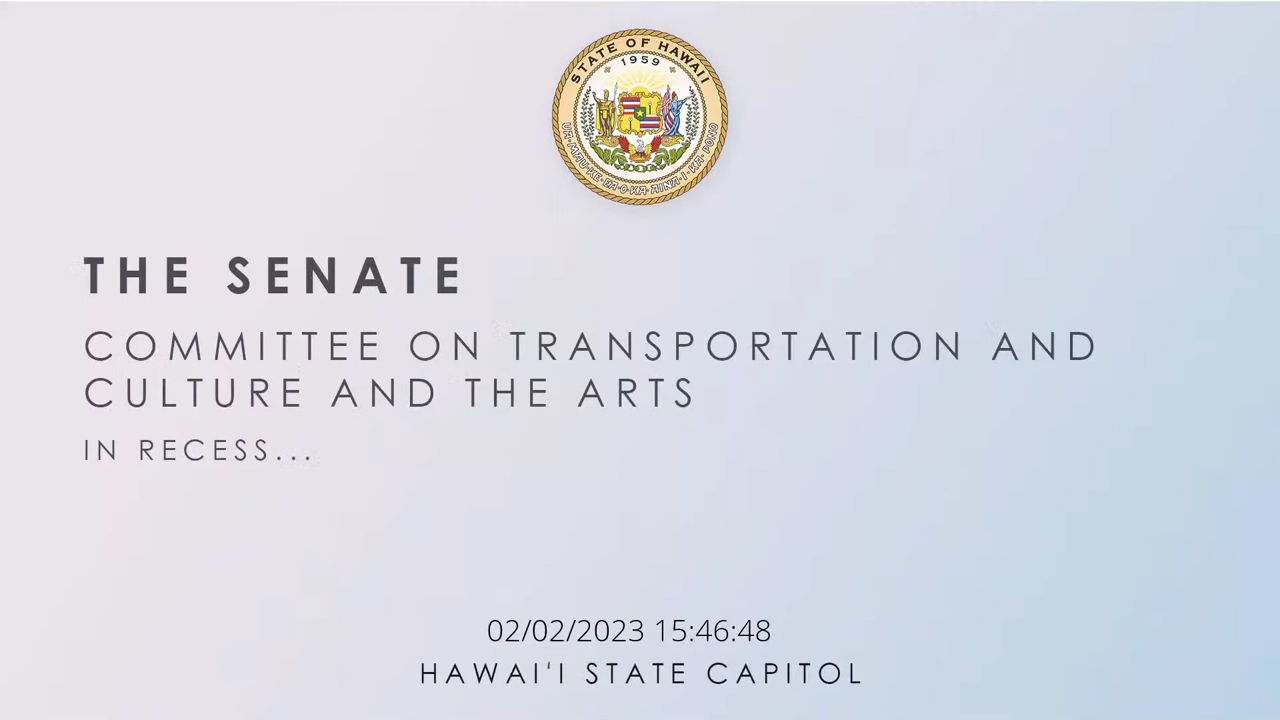 STATE OF HAWAII
1959
UA·MAU·KE·EA·O·KA·AINA·I·KA·PONO
THE SENATE
COMMITTEE ON TRANSPORTATION AND
CULTURE AND THE ARTS
IN RECESS...
02/02/2023 15:46:48
HAWAIʻI STATE CAPITOL